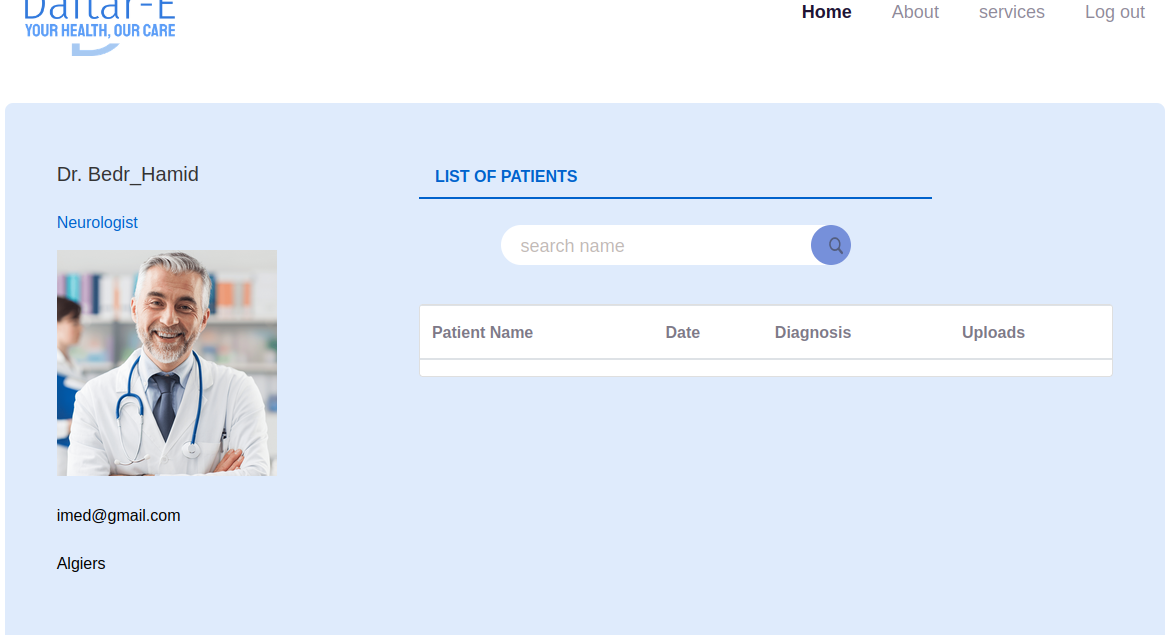 Daftar-E
YOUR HEALTH, OUR CARE
Home About services Log out
Dr. Bedr_Hamid
Neurologist
imed@gmail.com
Algiers
LIST OF PATIENTS
search name
Patient Name Date Diagnosis Uploads